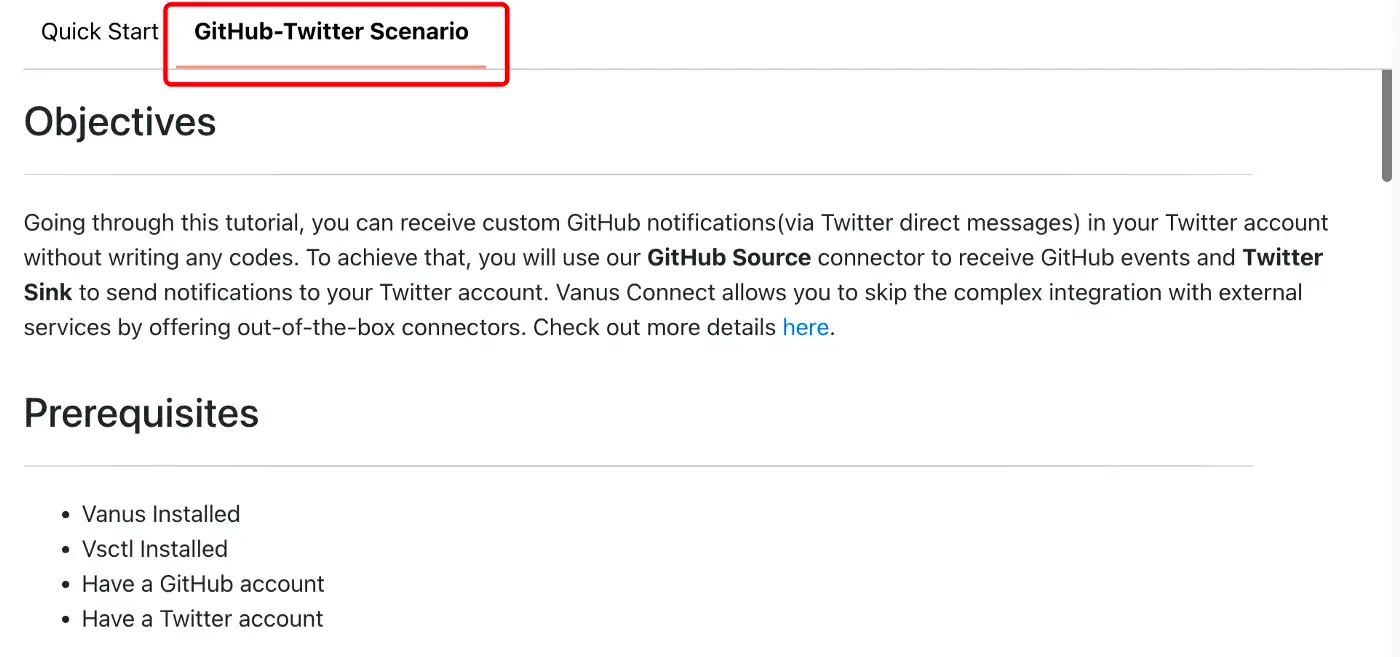 Quick Start GitHub-Twitter Scenario
Objectives
Going through this tutorial, you can receive custom GitHub notifications(via Twitter direct messages) in your Twitter account
without writing any codes. To achieve that, you will use our GitHub Source connector to receive GitHub events and Twitter
Sink to send notifications to your Twitter account. Vanus Connect allows you to skip the complex integration with external
services by offering out-of-the-box connectors. Check out more details here.
Prerequisites
• Vanus Installed
• Vsctl Installed
• Have a GitHub account
• Have a Twitter account